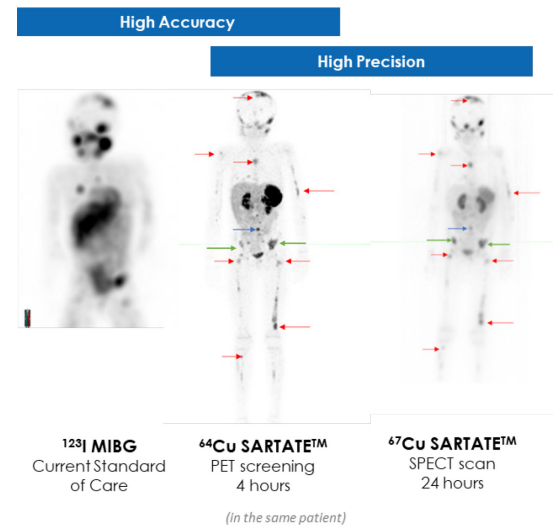 High Accuracy
High Precision
¹²³I MIBG
Current Standard
of Care
⁶⁴Cu SARTATE™
PET screening
4 hours
⁶⁷Cu SARTATE™
SPECT scan
24 hours
(in the same patient)